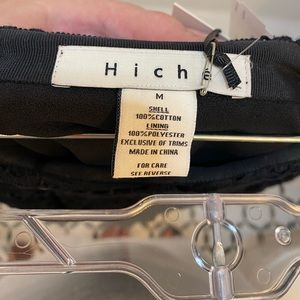 Hich
M
SHELL
100%COTTON
LINING
100%POLYESTER
EXCLUSIVE OF TRIMS
MADE IN CHINA
FOR CARE
SEE REVERSE